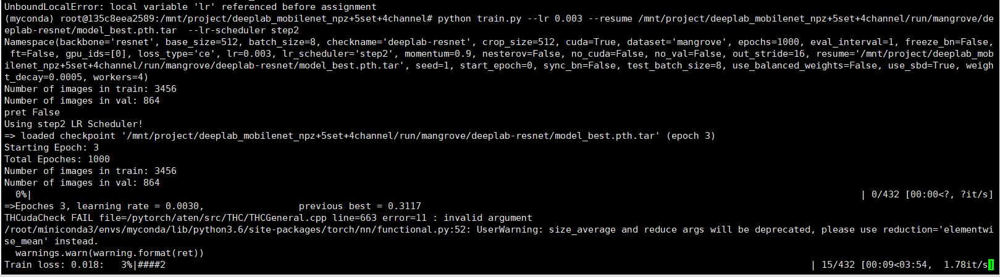 UnboundLocalError: local variable 'lr' referenced before assignment
(myconda) root@135c8eea2589:/mnt/project/deeplab_mobilenet_npz+5set+4channel# python train.py --lr 0.003 --resume /mnt/project/deeplab_mobilenet_npz+5set+4channel/run/mangrove/de
eplab-resnet/model_best.pth.tar  --lr-scheduler step2
Namespace(backbone='resnet', base_size=512, batch_size=8, checkname='deeplab-resnet', crop_size=512, cuda=True, dataset='mangrove', epochs=1000, eval_interval=1, freeze_bn=False,
 ft=False, gpu_ids=[0], loss_type='ce', lr=0.003, lr_scheduler='step2', momentum=0.9, nesterov=False, no_cuda=False, no_val=False, out_stride=16, resume='/mnt/project/deeplab_mob
ilenet_npz+5set+4channel/run/mangrove/deeplab-resnet/model_best.pth.tar', seed=1, start_epoch=0, sync_bn=False, test_batch_size=8, use_balanced_weights=False, use_sbd=True, weigh
t_decay=0.0005, workers=4)
Number of images in train: 3456
Number of images in val: 864
pret False
Using step2 LR Scheduler!
=> loaded checkpoint '/mnt/project/deeplab_mobilenet_npz+5set+4channel/run/mangrove/deeplab-resnet/model_best.pth.tar' (epoch 3)
Starting Epoch: 3
Total Epoches: 1000
Number of images in train: 3456
Number of images in val: 864
  0%|          | 0/432 [00:00<?, ?it/s]
=>Epoches 3, learning rate = 0.0030,                 previous best = 0.3117
THCudaCheck FAIL file=/pytorch/aten/src/THC/THCGeneral.cpp line=663 error=11 : invalid argument
/root/miniconda3/envs/myconda/lib/python3.6/site-packages/torch/nn/functional.py:52: UserWarning: size_average and reduce args will be deprecated, please use reduction='elementwi
se_mean' instead.
  warnings.warn(warning.format(ret))
Train loss: 0.018:   3%|####2          | 15/432 [00:09<03:54,  1.78it/s]